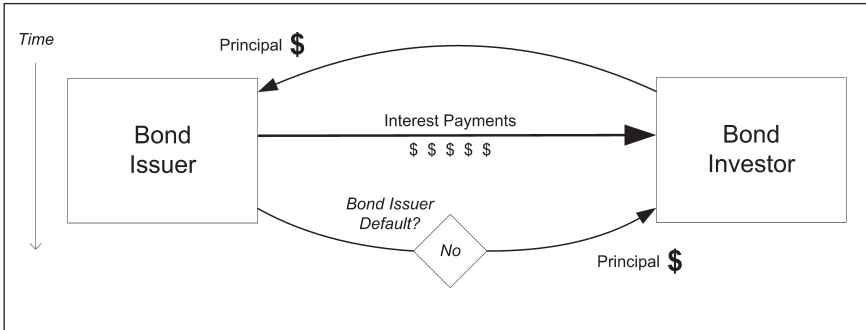 Time
Principal $
Bond
Issuer
Interest Payments
$ $ $ $ $
Bond
Investor
Bond Issuer
Default?
No
Principal $